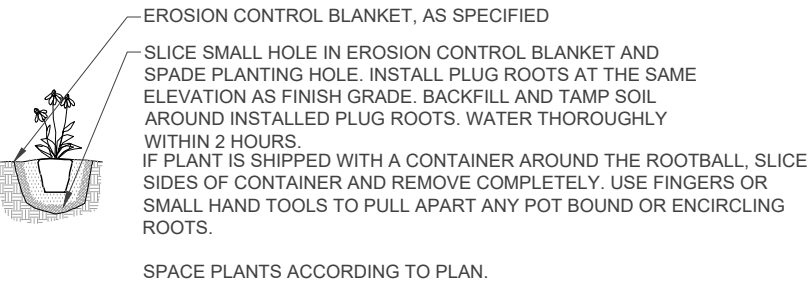 EROSION CONTROL BLANKET, AS SPECIFIED
SLICE SMALL HOLE IN EROSION CONTROL BLANKET AND
SPADE PLANTING HOLE. INSTALL PLUG ROOTS AT THE SAME
ELEVATION AS FINISH GRADE. BACKFILL AND TAMP SOIL
AROUND INSTALLED PLUG ROOTS. WATER THOROUGHLY
WITHIN 2 HOURS.
IF PLANT IS SHIPPED WITH A CONTAINER AROUND THE ROOTBALL, SLICE
SIDES OF CONTAINER AND REMOVE COMPLETELY. USE FINGERS OR
SMALL HAND TOOLS TO PULL APART ANY POT BOUND OR ENCIRCLING
ROOTS.
SPACE PLANTS ACCORDING TO PLAN.